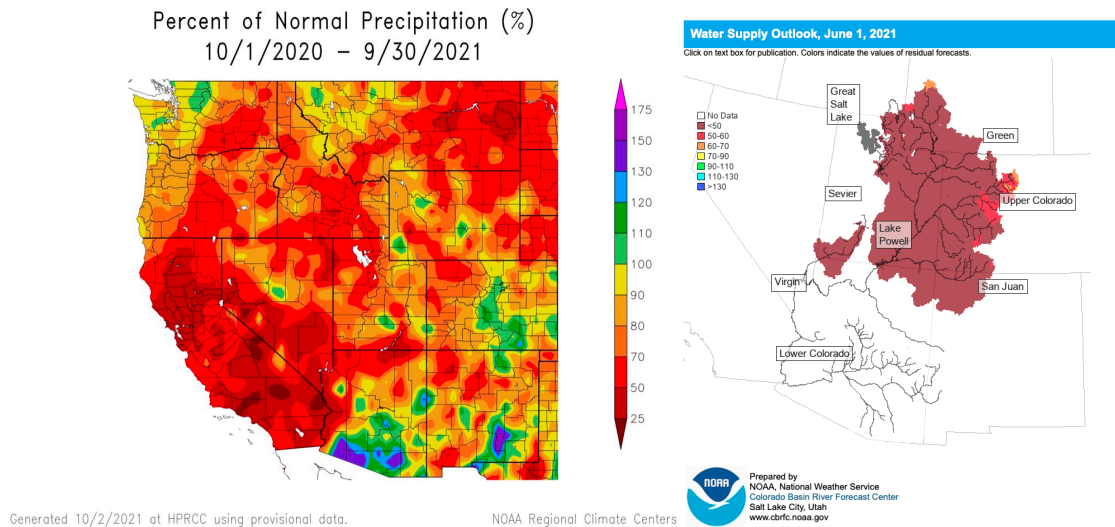 Percent of Normal Precipitation (%)
10/1/2020 – 9/30/2021
175
150
130
120
110
100
90
80
70
50
25
Generated 10/2/2021 at HPRCC using provisional data.
NOAA Regional Climate Centers
Water Supply Outlook, June 1, 2021
Click on text box for publication. Colors indicate the values of residual forecasts.
No Data
<50
50-60
60-70
70-90
90-110
110-130
>130
Great
Salt
Lake
Green
Sevier
Upper Colorado
Lake
Powell
Virgin
San Juan
Lower Colorado
NOAA
Prepared by
NOAA, National Weather Service
Colorado Basin River Forecast Center
Salt Lake City, Utah
www.cbrfc.noaa.gov